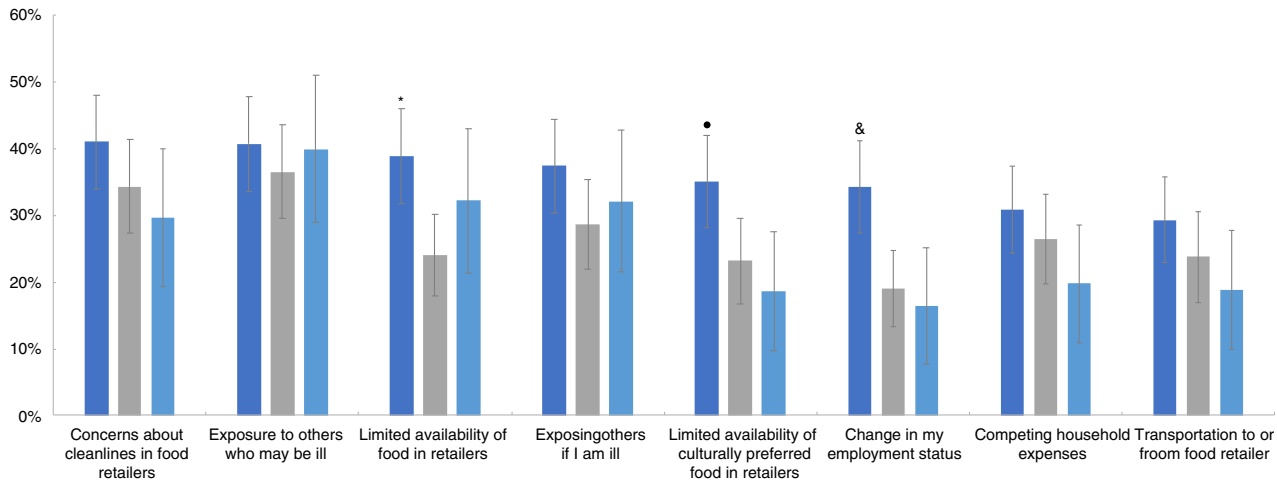 60%
50%
40%
30%
20%
10%
0%
*
●
&
Concerns about
cleanlines in food
retailers
Exposure to others
who may be ill
Limited availability of
food in retailers
Exposingothers
if I am ill
Limited availability of
culturally preferred
food in retailers
Change in my
employment status
Competing household
expenses
Transportation to or
froom food retailer